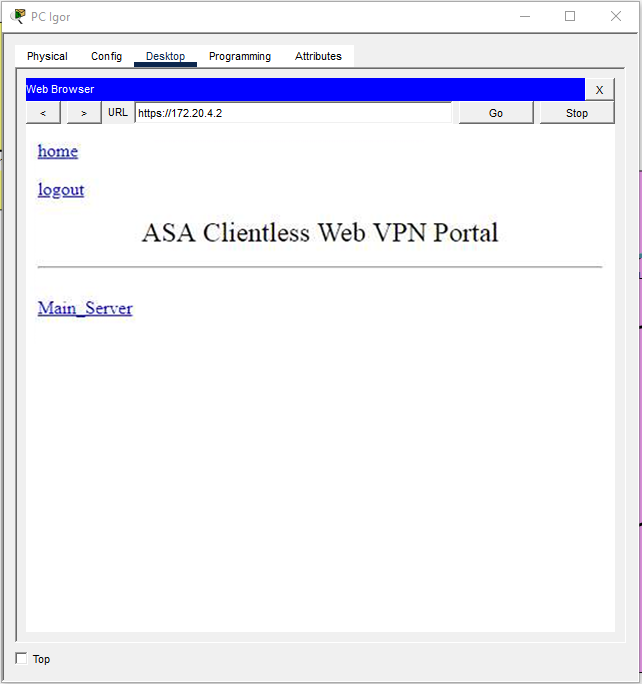 PC Igor
Physical Config Desktop Programming Attributes
Web Browser X
< > URL https://172.20.4.2 Go Stop
home
logout
ASA Clientless Web VPN Portal
Main_Server
Top